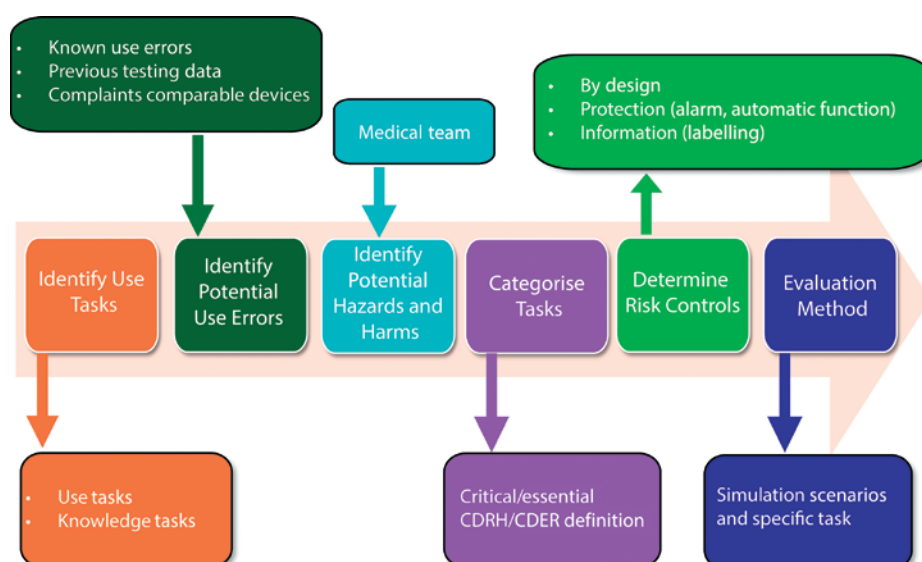 • Known use errors
• Previous testing data
• Complaints comparable devices
Medical team
• By design
• Protection (alarm, automatic function)
• Information (labelling)
Identify Use
Tasks
Identify
Potential
Use Errors
Identify
Potential
Hazards and
Harms
Categorise
Tasks
Determine
Risk Controls
Evaluation
Method
• Use tasks
• Knowledge tasks
Critical/essential
CDRH/CDER definition
Simulation scenarios
and specific task